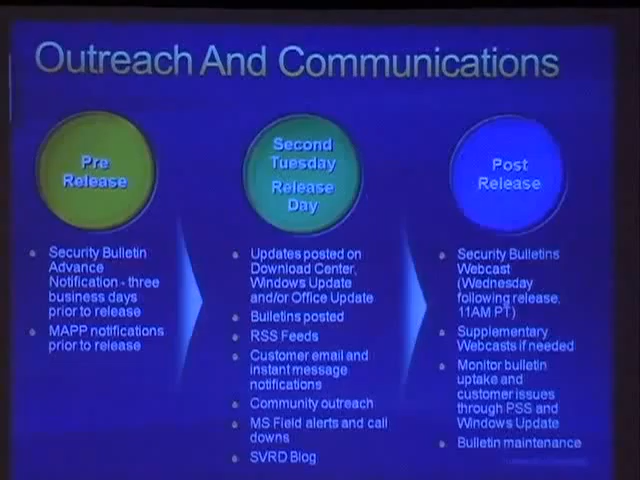 Outreach And Communications
Pre
Release
Security Bulletin
Advance
Notification - three
business days
prior to release
MAPP notifications
prior to release
Second
Tuesday
Release
Day
Updates posted on
Download Center,
Windows Update
and/or Office Update
Bulletins posted
RSS Feeds
Customer email and
instant message
notifications
Community outreach
MS Field alerts and call
downs
SVRD Blog
Post
Release
Security Bulletins
Webcast
(Wednesday
following release,
11AM PT)
Supplementary
Webcasts if needed
Monitor bulletin
uptake and
customer issues
through PSS and
Windows Update
Bulletin maintenance